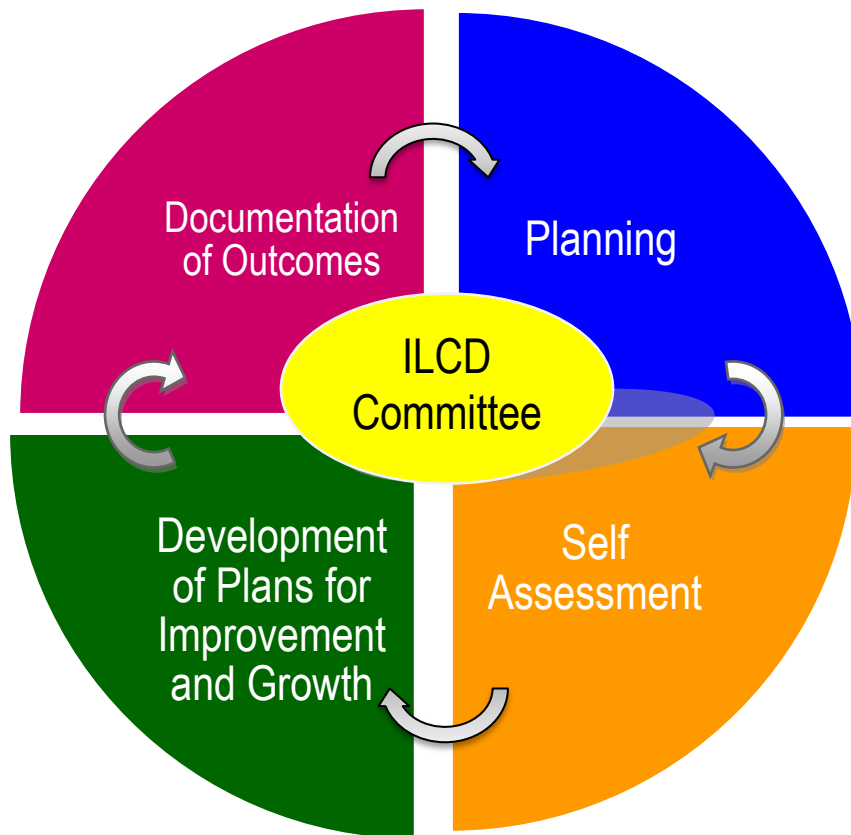 Documentation
of Outcomes
Planning
ILCD
Committee
Development
of Plans for
Improvement
and Growth
Self
Assessment